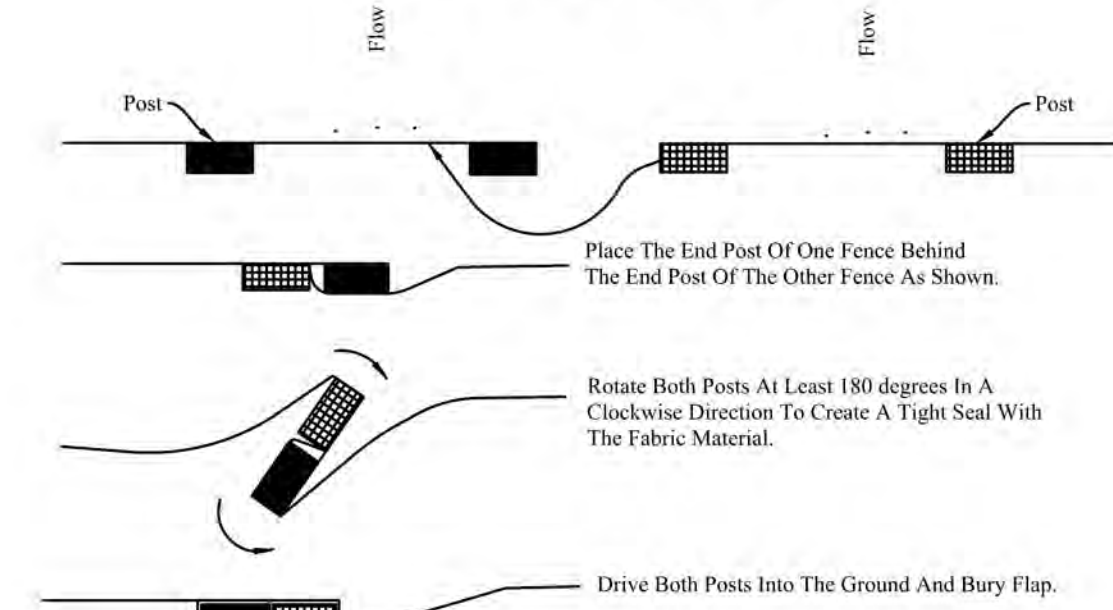 Flow
Flow
Post
Post
Place The End Post Of One Fence Behind
The End Post Of The Other Fence As Shown.
Rotate Both Posts At Least 180 degrees In A
Clockwise Direction To Create A Tight Seal With
The Fabric Material.
Drive Both Posts Into The Ground And Bury Flap.